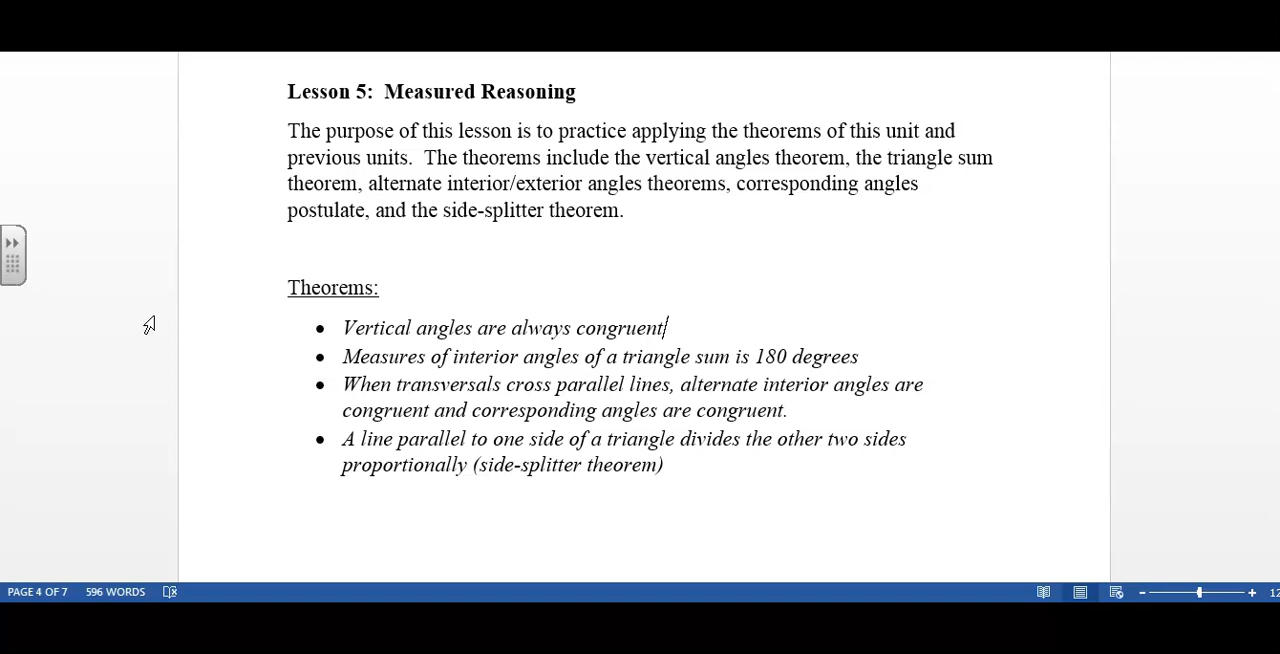 Lesson 5:  Measured Reasoning
The purpose of this lesson is to practice applying the theorems of this unit and
previous units.  The theorems include the vertical angles theorem, the triangle sum
theorem, alternate interior/exterior angles theorems, corresponding angles
postulate, and the side-splitter theorem.
Theorems:
• Vertical angles are always congruent
• Measures of interior angles of a triangle sum is 180 degrees
• When transversals cross parallel lines, alternate interior angles are
congruent and corresponding angles are congruent.
• A line parallel to one side of a triangle divides the other two sides
proportionally (side-splitter theorem)
PAGE 4 OF 7 596 WORDS 12